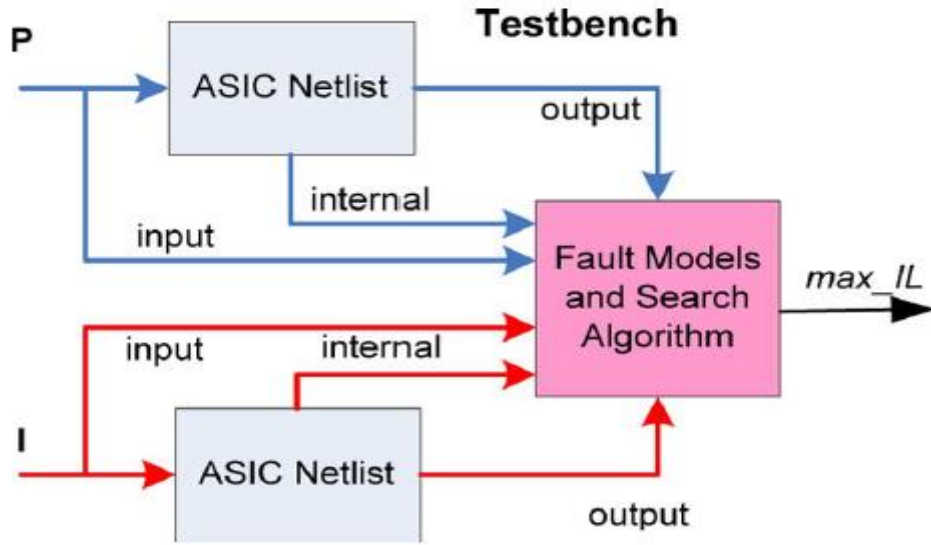 Testbench
P
ASIC Netlist
output
internal
input
Fault Models
and Search
Algorithm
max_IL
input
internal
I
ASIC Netlist
output